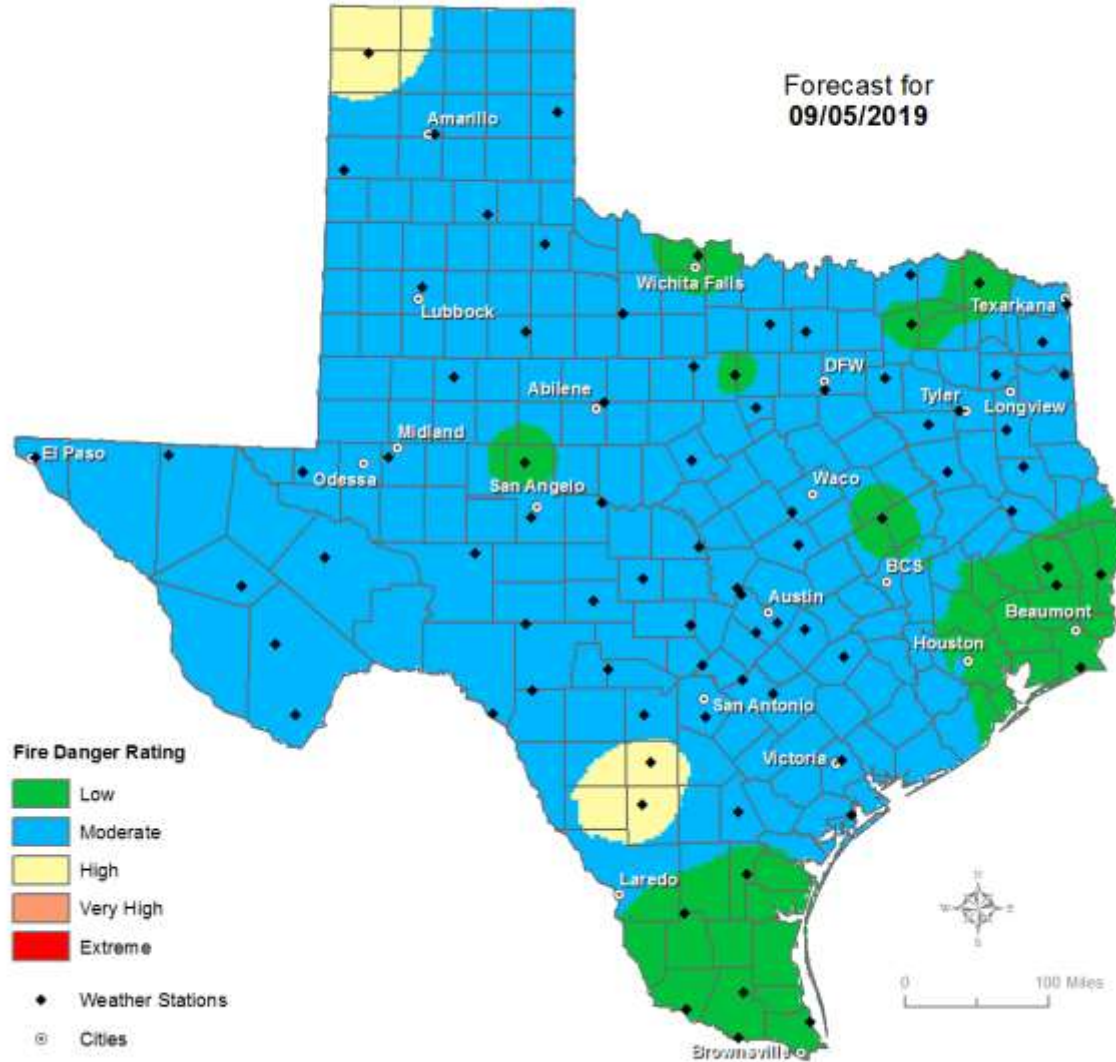 Forecast for
09/05/2019
Amarillo
Wichita Falls
Lubbock
Texarkana
DFW
Abilene
Tyler
Longview
Midland
El Paso
Odessa
San Angelo
Waco
BCS
Austin
Beaumont
Houston
San Antonio
Victoria
Fire Danger Rating
Low
Moderate
High
Very High
Extreme
Laredo
N
W
E
S
0 100 Miles
Weather Stations
Cities
Brownsville